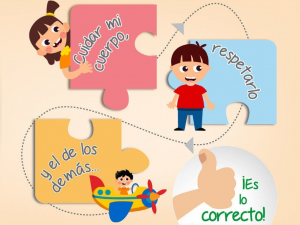 Cuidar mi
cuerpo,
respetarlo
y el de los
demás...
¡Es
lo
correcto!